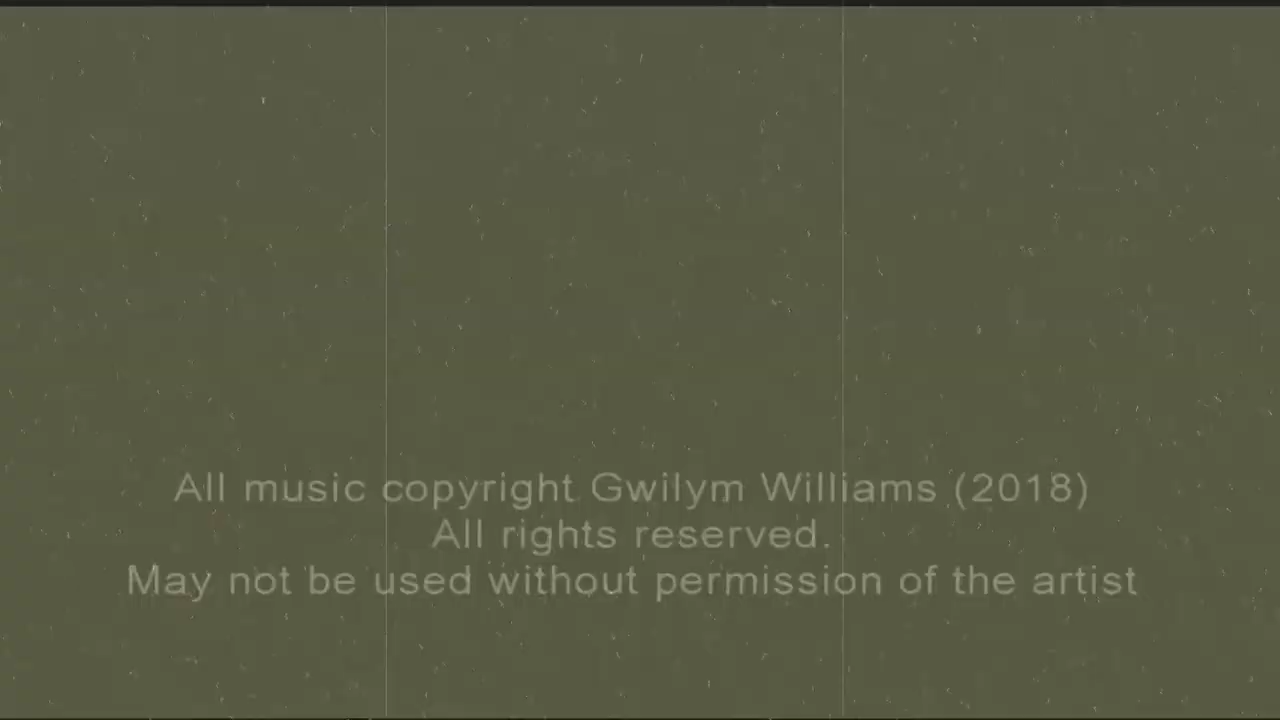 All music copyright Gwilym Williams (2018)
All rights reserved.
May not be used without permission of the artist